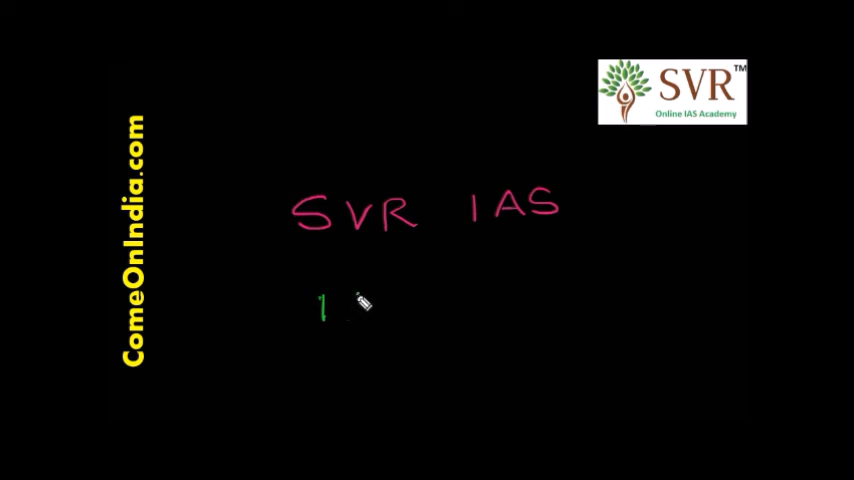 SVR™
Online IAS Academy
ComeOnIndia.com
SVR IAS